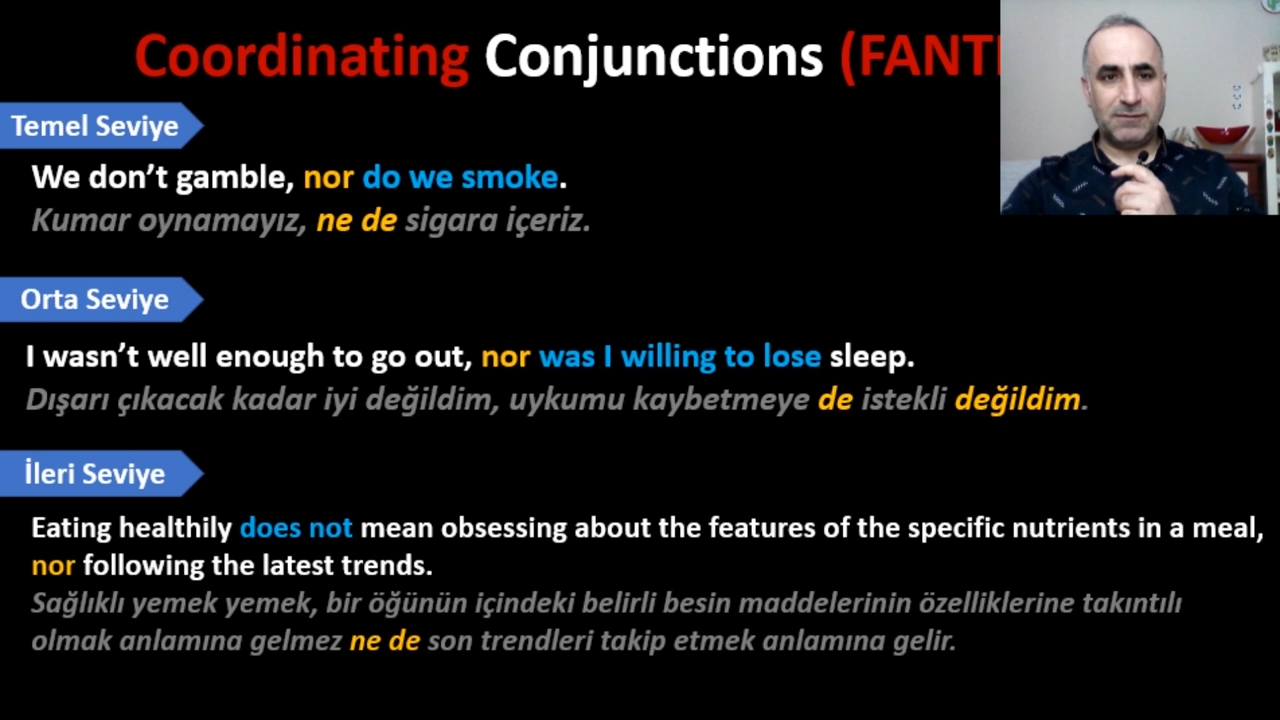 Coordinating Conjunctions
Temel Seviye
We don’t gamble, nor do we smoke.
Kumar oynamayız, ne de sigara içeriz.
Orta Seviye
I wasn’t well enough to go out, nor was I willing to lose sleep.
Dışarı çıkacak kadar iyi değildim, uykumu kaybetmeye de istekli değildim.
İleri Seviye
Eating healthily does not mean obsessing about the features of the specific nutrients in a meal,
nor following the latest trends.
Sağlıklı yemek yemek, bir öğünün içindeki belirli besin maddelerinin özelliklerine takıntılı
olmak anlamına gelmez ne de son trendleri takip etmek anlamına gelir.